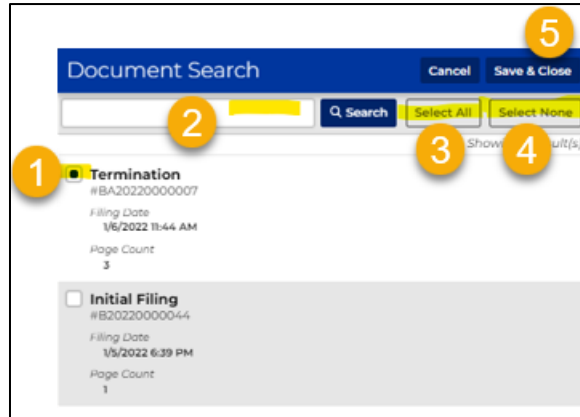 5
Document Search Cancel Save & Close
2 Search Select All Select None
3 4
1 Termination
#BA20220000007
Filing Date
1/6/2022 11:44 AM
Page Count
3
Initial Filing
#B20220000044
Filing Date
1/5/2022 6:39 PM
Page Count
1